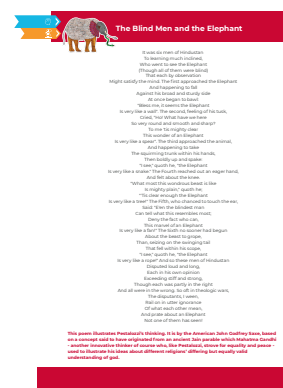 The Blind Men and the Elephant
It was six men of Hindustan
To learning much inclined,
Who went to see the Elephant
(Though all of them were blind)
That each by observation
Might satisfy the mind. The first approached the Elephant
And happening to fall
Against his broad and sturdy side
At once began to bawl
"Bless me, it seems the Elephant
Is very like a wall". The second, feeling of his tusk,
Cried, "Ho! What have we here
So very round and smooth and sharp?
To me 'tis mighty clear
This wonder of an Elephant
Is very like a spear". The third approached the animal,
And happening to take
The squirming trunk within his hands,
Then boldly up and spake:
"I see," quoth he, "the Elephant
Is very like a snake." The Fourth reached out an eager hand,
And felt about the knee.
"What most this wondrous beast is like
Is mighty plain," quoth he:
"'Tis clear enough the Elephant
Is very like a tree!" The Fifth, who chanced to touch the ear,
Said: "E'en the blindest man
Can tell what this resembles most;
Deny the fact who can,
This marvel of an Elephant
Is very like a fan!" The Sixth no sooner had begun
About the beast to grope,
Than, seizing on the swinging tail
That fell within his scope,
"I see," quoth he, "the Elephant
Is very like a rope!" And so these men of Hindustan
Disputed loud and long,
Each in his own opinion
Exceeding stiff and strong,
Though each was partly in the right
And all were in the wrong. So oft in theologic wars,
The disputants, I ween,
Rail on in utter ignorance
Of what each other mean,
And prate about an Elephant
Not one of them has seen!
This poem illustrates Pestalozzi's thinking. It is by the American John Godfrey Saxe, based
on a concept said to have originated from an ancient Jain parable which Mahatma Gandhi
- another innovative thinker of course who, like Pestalozzi, strove for equality and peace -
used to illustrate his ideas about different religions' differing but equally valid
understanding of god.